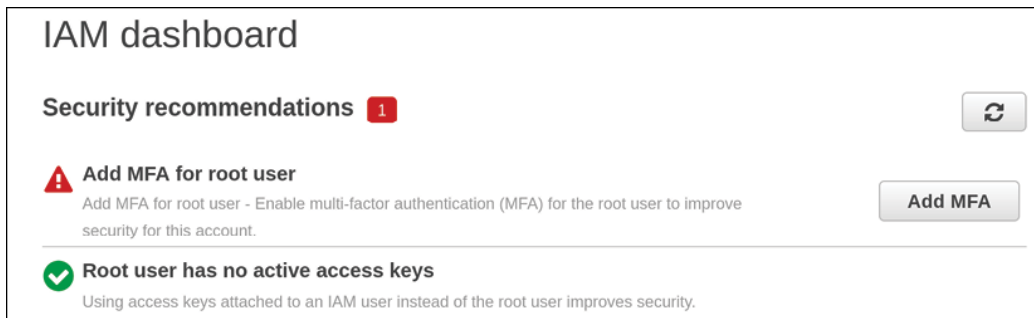 IAM dashboard
Security recommendations 1
Add MFA for root user
Add MFA for root user - Enable multi-factor authentication (MFA) for the root user to improve
security for this account.
Add MFA
Root user has no active access keys
Using access keys attached to an IAM user instead of the root user improves security.